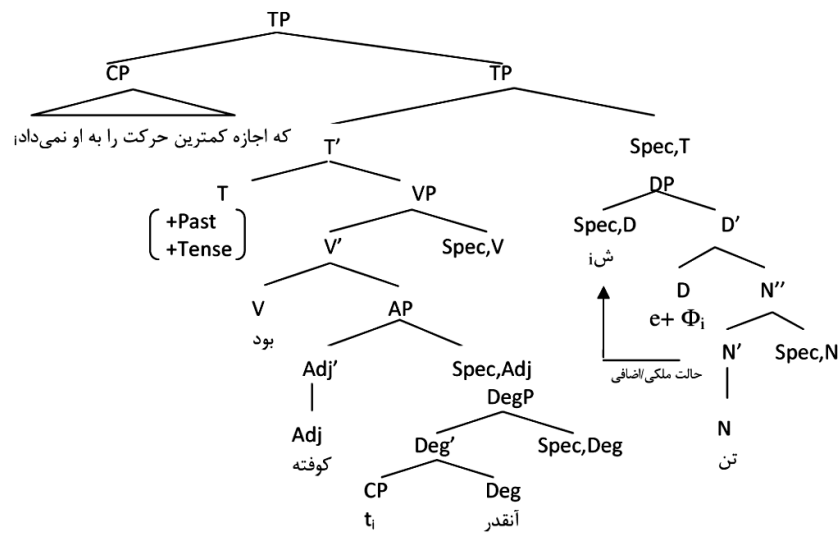 TP
CP TP
که اجازه کمترین حرکت را به او نمی‌دادi
T’ Spec,T
T VP DP
+Past
+Tense
Spec,D D’
V’ Spec,V
شi
V AP D N’’
بود e+ Φi
Adj’ Spec,Adj N’ Spec,N
حالت ملکی/اضافی
DegP
Adj Deg’ Spec,Deg N
کوفته تن
CP Deg
ti آنقدر